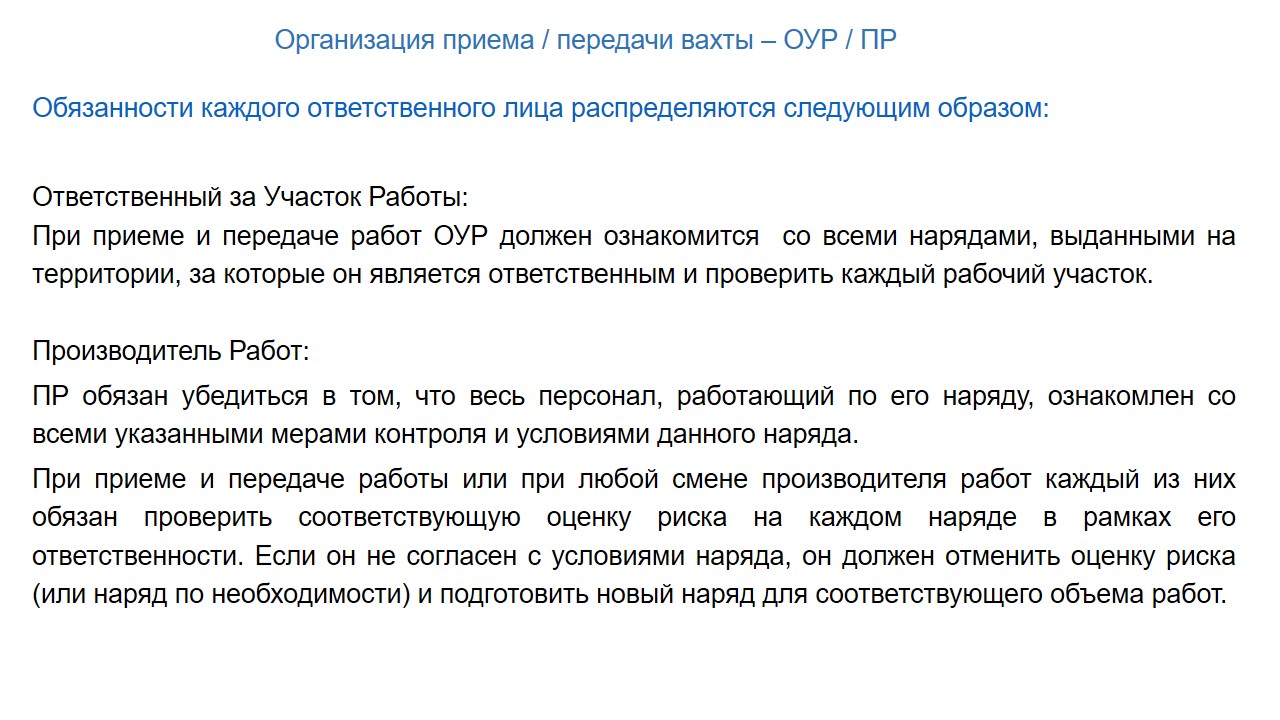 Организация приема / передачи вахты – ОУР / ПР
Обязанности каждого ответственного лица распределяются следующим образом:
Ответственный за Участок Работы:
При приеме и передаче работ ОУР должен ознакомится со всеми нарядами, выданными на
территории, за которые он является ответственным и проверить каждый рабочий участок.
Производитель Работ:
ПР обязан убедиться в том, что весь персонал, работающий по его наряду, ознакомлен со
всеми указанными мерами контроля и условиями данного наряда.
При приеме и передаче работы или при любой смене производителя работ каждый из них
обязан проверить соответствующую оценку риска на каждом наряде в рамках его
ответственности. Если он не согласен с условиями наряда, он должен отменить оценку риска
(или наряд по необходимости) и подготовить новый наряд для соответствующего объема работ.